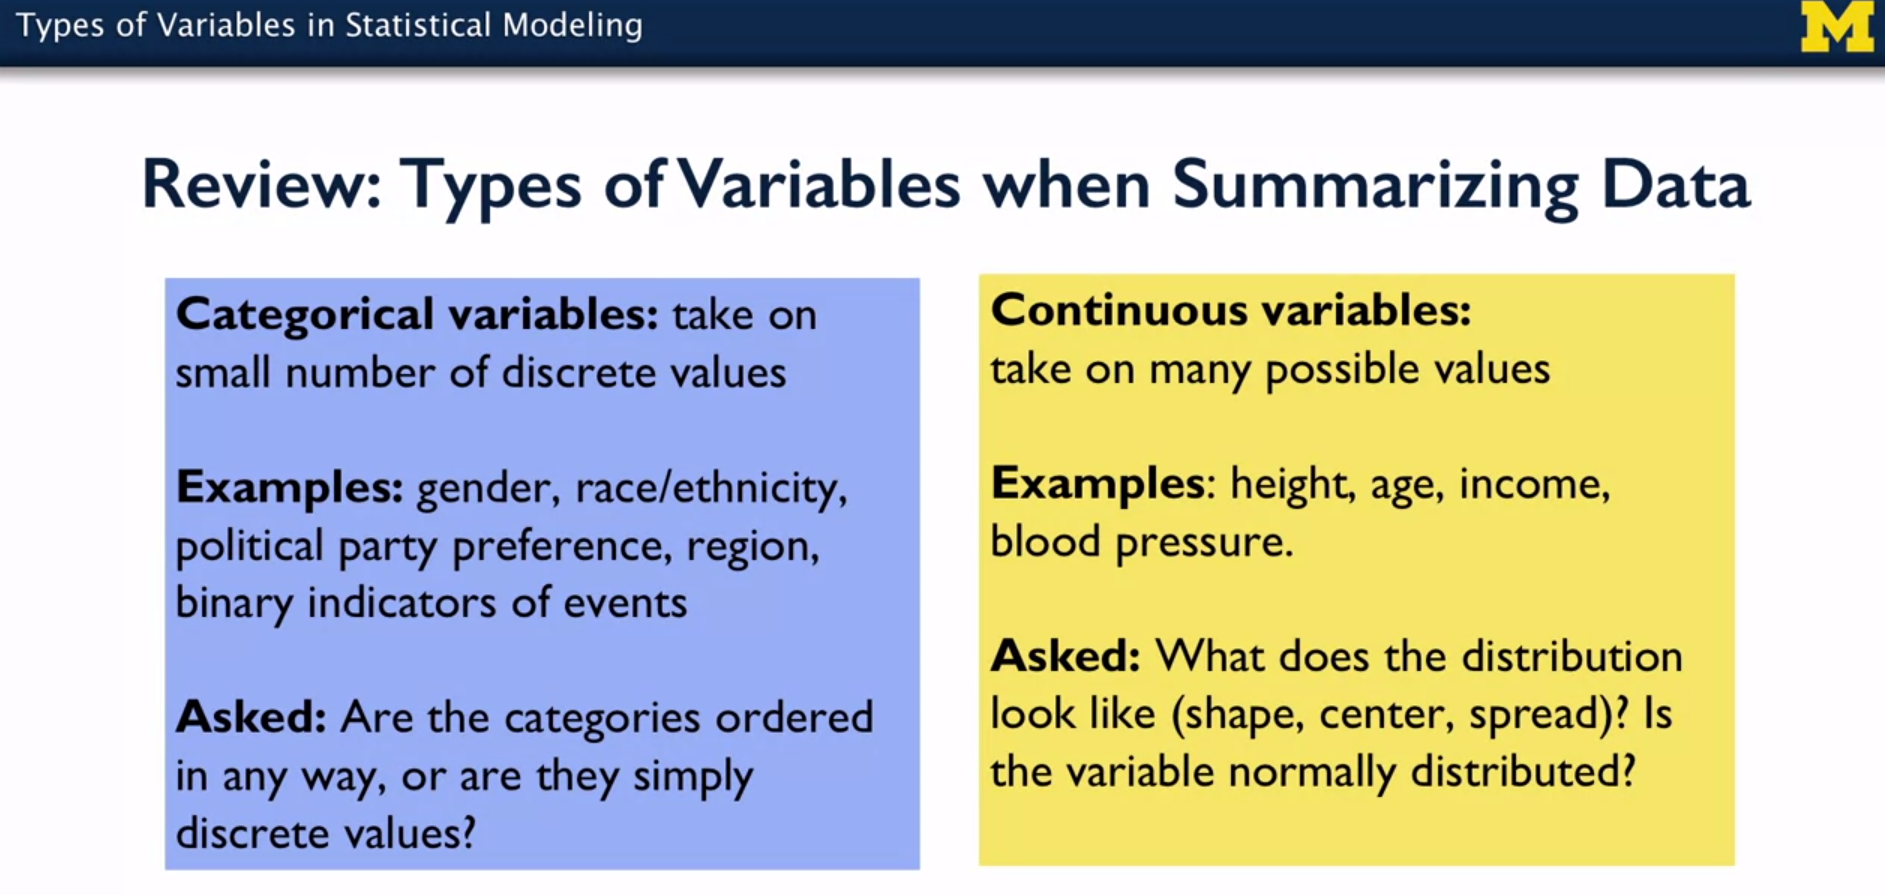 Types of Variables in Statistical Modeling
M
Review: Types of Variables when Summarizing Data
Categorical variables: take on
small number of discrete values
Examples: gender, race/ethnicity,
political party preference, region,
binary indicators of events
Asked: Are the categories ordered
in any way, or are they simply
discrete values?
Continuous variables:
take on many possible values
Examples: height, age, income,
blood pressure.
Asked: What does the distribution
look like (shape, center, spread)? Is
the variable normally distributed?